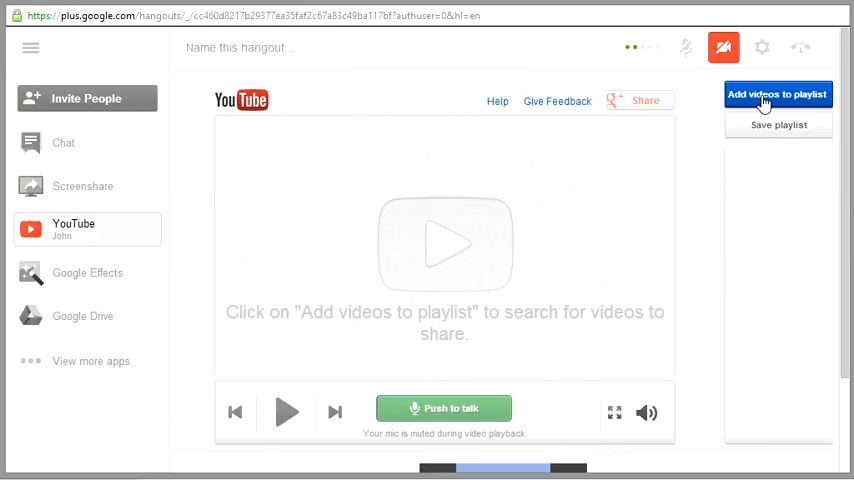 https://plus.google.com/hangouts/_/cc460d8217b29377ea35faf2c67a83c49ba117bf?authuser=0&hl=en
Name this hangout...
Invite People
Chat
Screenshare
YouTube
John
Google Effects
Google Drive
View more apps
YouTube
Help
Give Feedback
g+ Share
Click on "Add videos to playlist" to search for videos to
share.
Push to talk
Your mic is muted during video playback.
Add videos to playlist
Save playlist